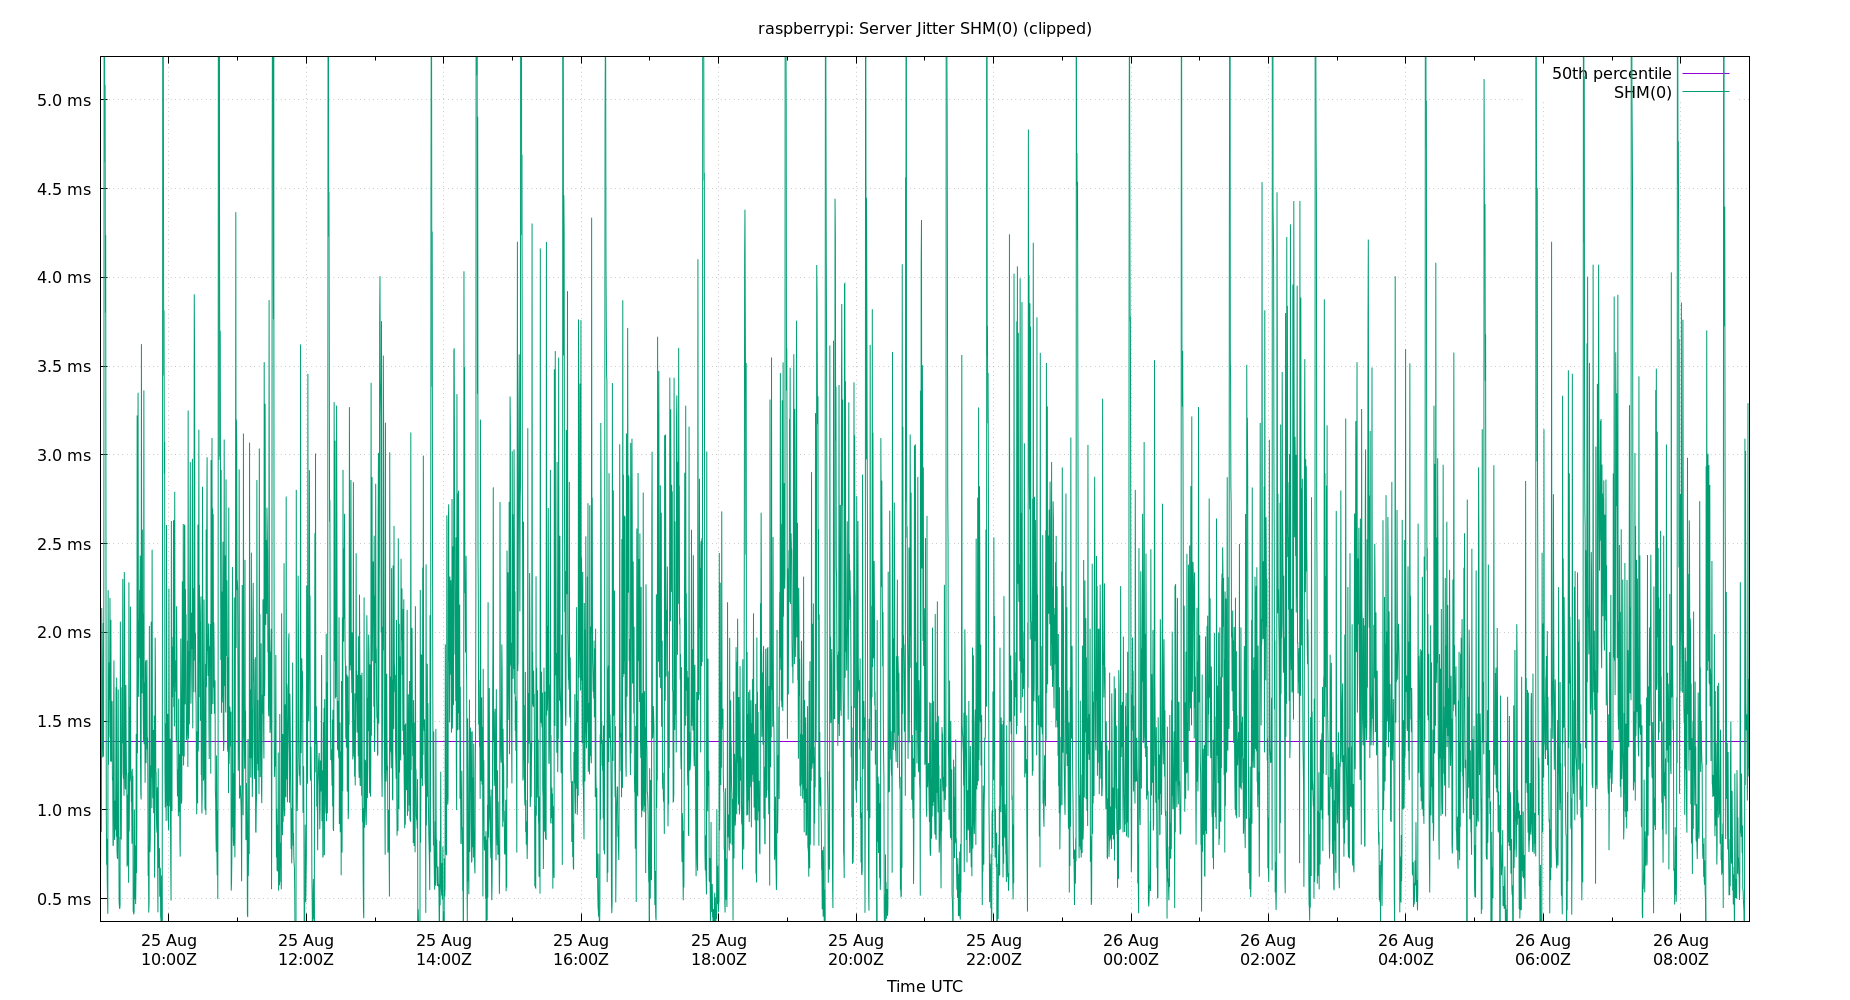 raspberrypi: Server Jitter SHM(0) (clipped)
50th percentile
SHM(0)
5.0 ms
4.5 ms
4.0 ms
3.5 ms
3.0 ms
2.5 ms
2.0 ms
1.5 ms
1.0 ms
0.5 ms
25 Aug 25 Aug 25 Aug 25 Aug 25 Aug 25 Aug 25 Aug 26 Aug 26 Aug 26 Aug 26 Aug 26 Aug
10:00Z 12:00Z 14:00Z 16:00Z 18:00Z 20:00Z 22:00Z 00:00Z 02:00Z 04:00Z 06:00Z 08:00Z
Time UTC